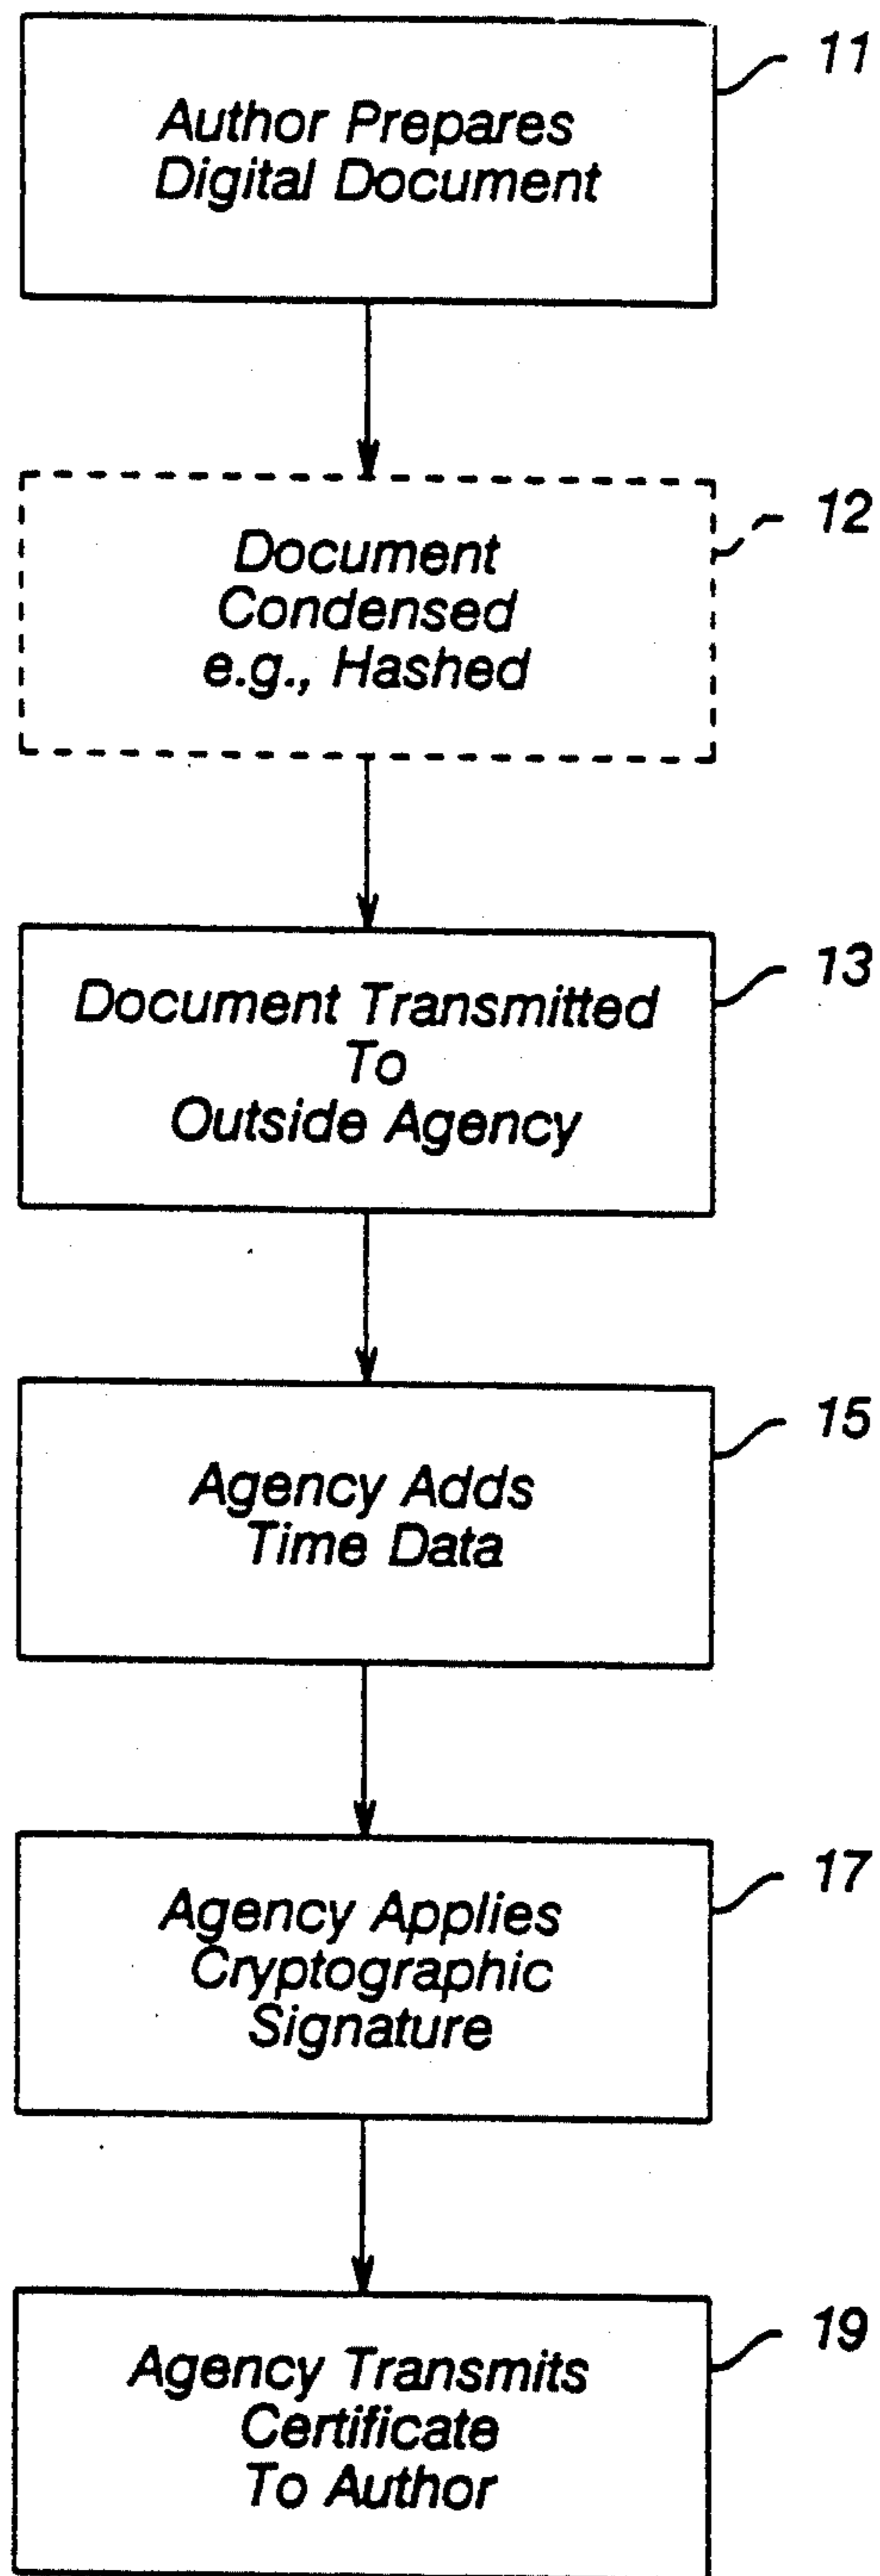 11
Author Prepares
Digital Document
12
Document
Condensed
e.g., Hashed
13
Document Transmitted
To
Outside Agency
15
Agency Adds
Time Data
17
Agency Applies
Cryptographic
Signature
19
Agency Transmits
Certificate
To Author